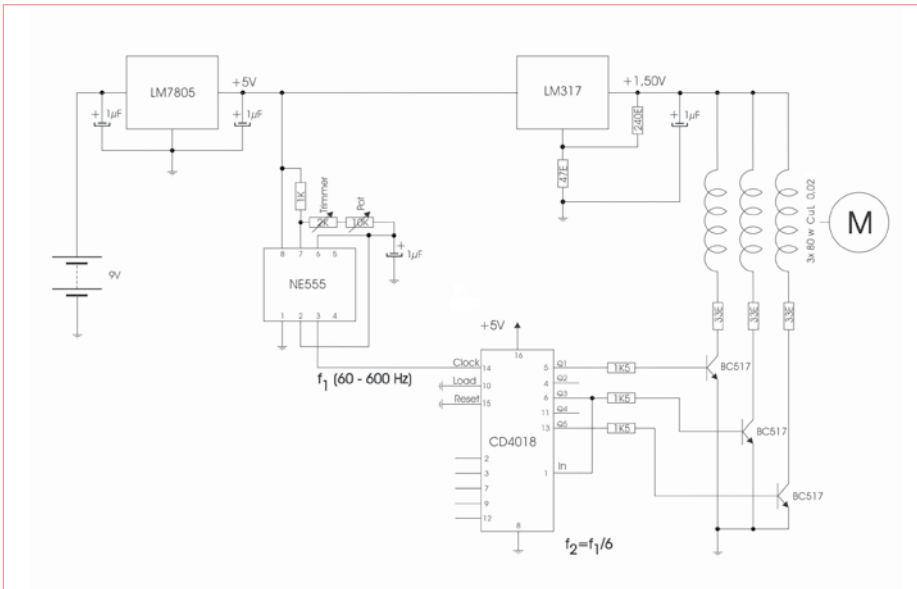 LM7805
+5V
LM317
+1,50V
+
1µF
+
1µF
240E
+
1µF
47E
1K
Trimmer
2K
Pot
10K
+
1µF
3x 80 w CuL 0,02
M
8 7 6 5
NE555
1 2 3 4
9V
33E
33E
33E
+5V
16
f1 (60 - 600 Hz)
Clock
14
Load
10
Reset
15
CD4018
2
3
7
9
12
8
5 Q1
4 Q2
6 Q3
11 Q4
13 Q5
1 In
1K5
1K5
1K5
BC517
BC517
BC517
f2=f1/6